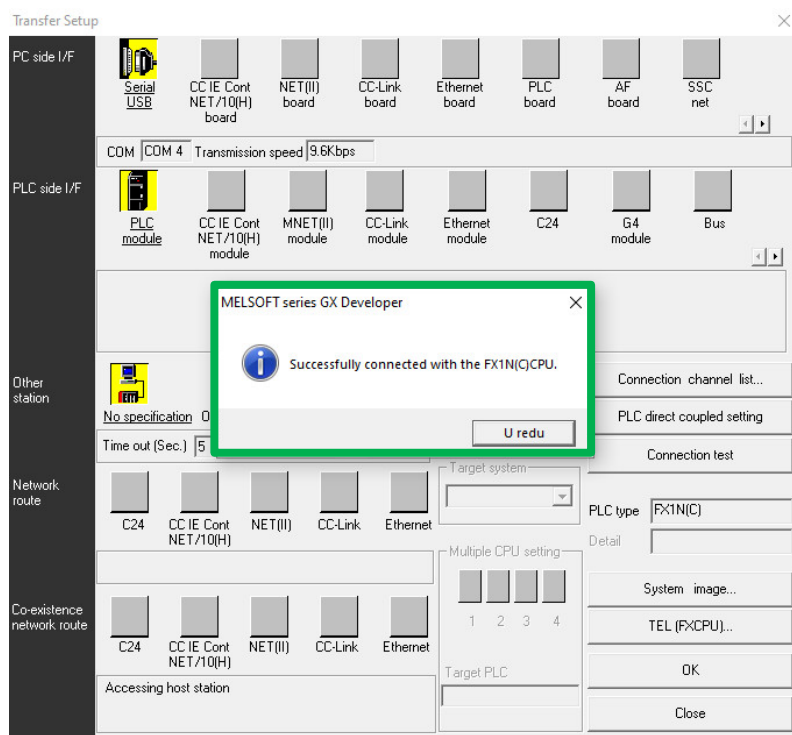 Transfer Setup
PC side I/F
Serial
USB
CC IE Cont
NET/10(H)
board
NET(II)
board
CC-Link
board
Ethernet
board
PLC
board
AF
board
SSC
net
COM COM 4 Transmission speed 9.6Kbps
PLC side I/F
PLC
module
CC IE Cont
NET/10(H)
module
MNET(II)
module
CC-Link
module
Ethernet
module
C24
G4
module
Bus
MELSOFT series GX Developer
Successfully connected with the FX1N(C)CPU.
U redu
Other
station
No specification
Time out (Sec.) 5
Connection channel list...
PLC direct coupled setting
Connection test
PLC type FX1N(C)
Detail
System image...
TEL (FXCPU)...
OK
Close
Network
route
C24
CC IE Cont
NET/10(H)
NET(II)
CC-Link
Ethernet
Target system
Multiple CPU setting
1 2 3 4
Target PLC
Co-existence
network route
C24
CC IE Cont
NET/10(H)
NET(II)
CC-Link
Ethernet
Accessing host station